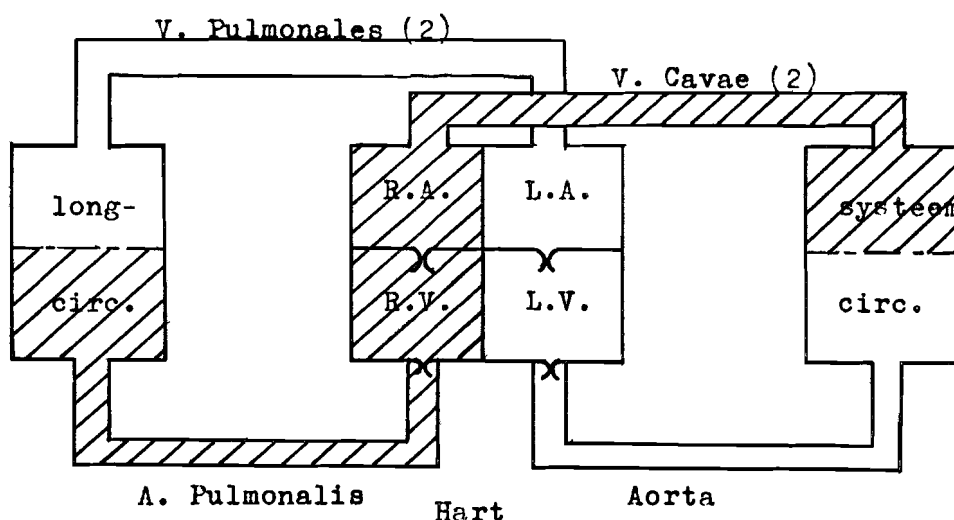 V. Pulmonales (2)
V. Cavae (2)
R.A.
L.A.
long-
systeem
R.V.
L.V.
circ.
circ.
A. Pulmonalis
Hart
Aorta